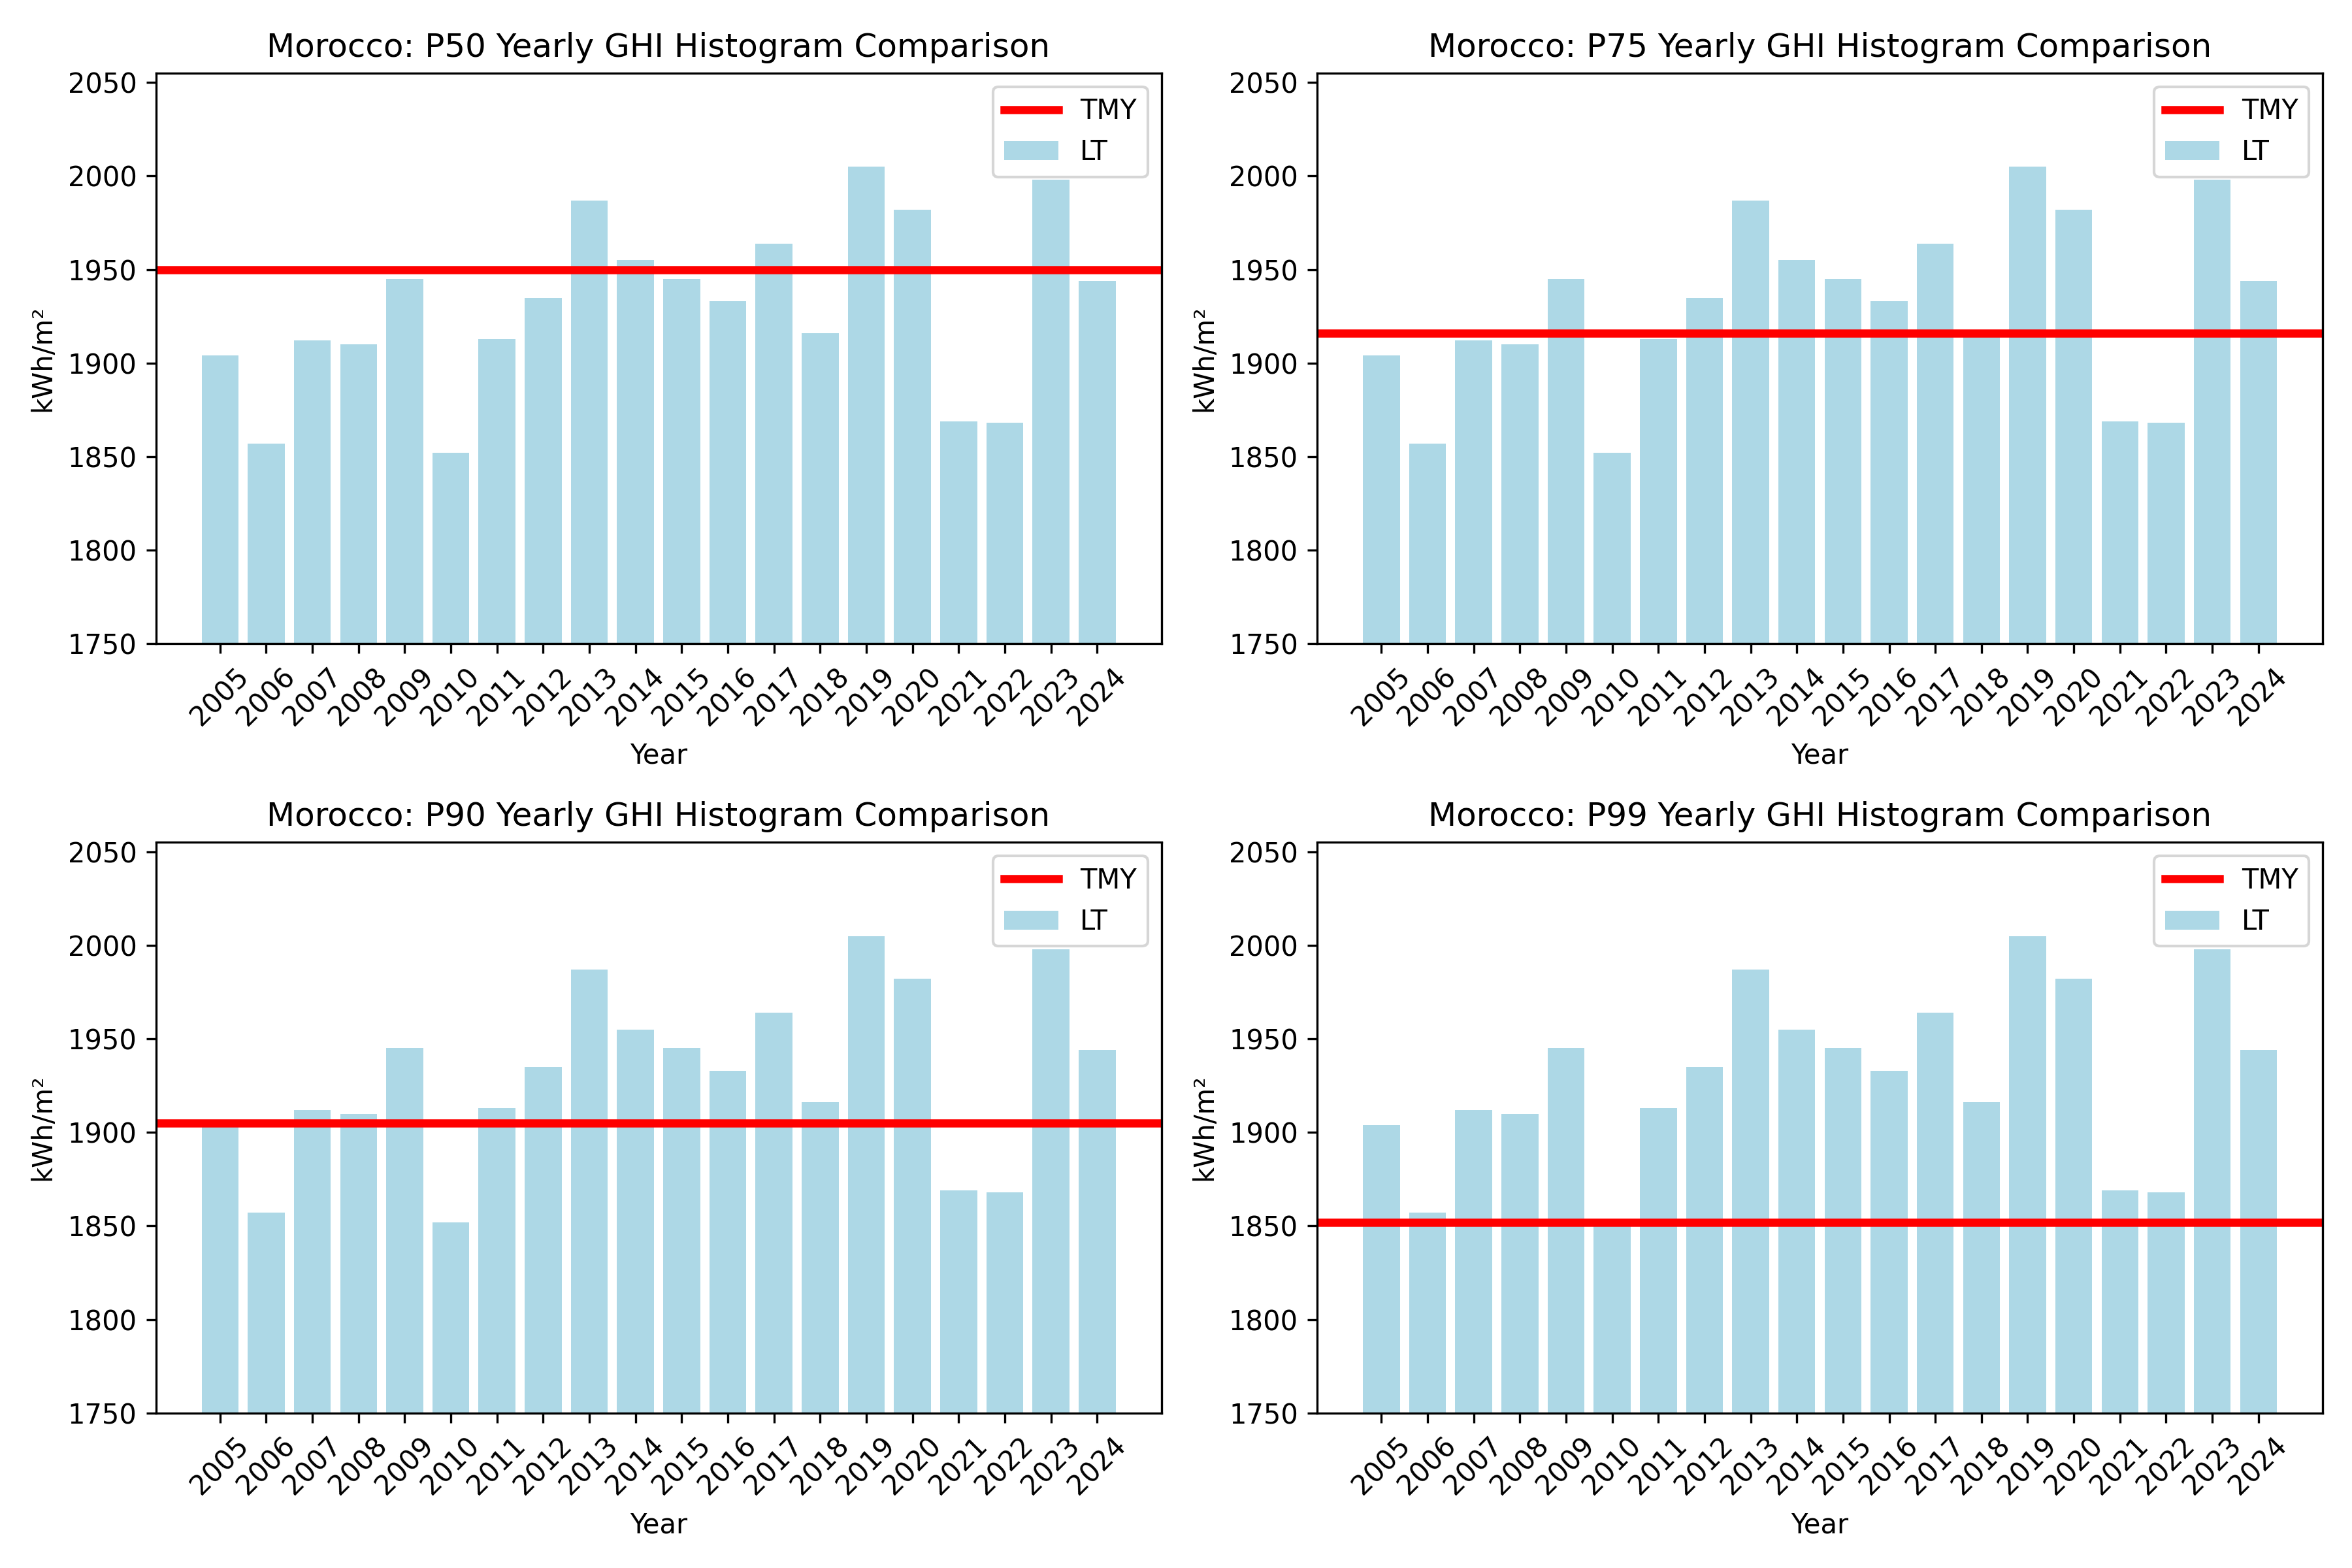 Morocco: P50 Yearly GHI Histogram Comparison
2050
2000
1950
1900
1850
1800
1750
kWh/m²
TMY
LT
2005 2006 2007 2008 2009 2010 2011 2012 2013 2014 2015 2016 2017 2018 2019 2020 2021 2022 2023 2024
Year
Morocco: P75 Yearly GHI Histogram Comparison
2050
2000
1950
1900
1850
1800
1750
kWh/m²
TMY
LT
2005 2006 2007 2008 2009 2010 2011 2012 2013 2014 2015 2016 2017 2018 2019 2020 2021 2022 2023 2024
Year
Morocco: P90 Yearly GHI Histogram Comparison
2050
2000
1950
1900
1850
1800
1750
kWh/m²
TMY
LT
2005 2006 2007 2008 2009 2010 2011 2012 2013 2014 2015 2016 2017 2018 2019 2020 2021 2022 2023 2024
Year
Morocco: P99 Yearly GHI Histogram Comparison
2050
2000
1950
1900
1850
1800
1750
kWh/m²
TMY
LT
2005 2006 2007 2008 2009 2010 2011 2012 2013 2014 2015 2016 2017 2018 2019 2020 2021 2022 2023 2024
Year